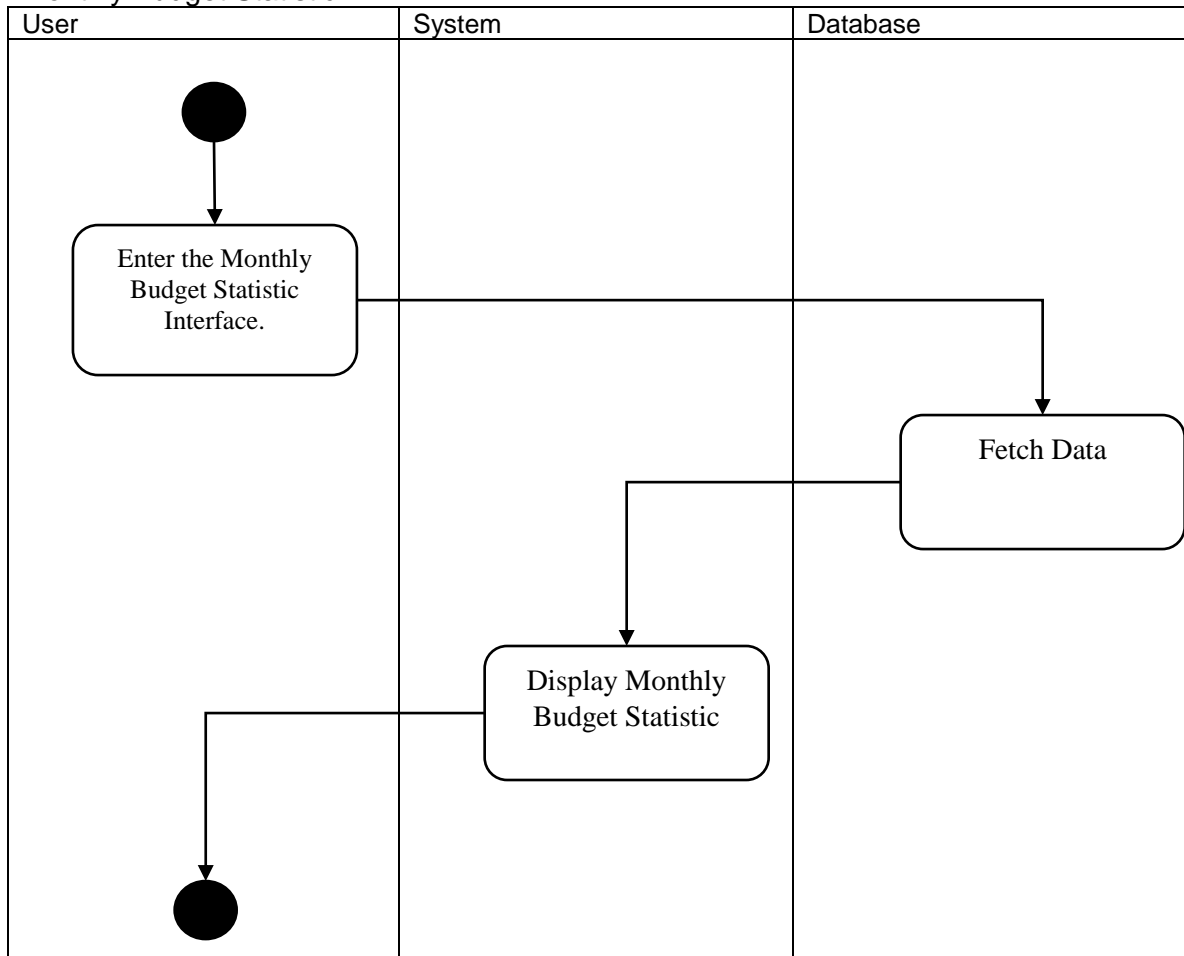 User
System
Database
Enter the Monthly
Budget Statistic
Interface.
Fetch Data
Display Monthly
Budget Statistic